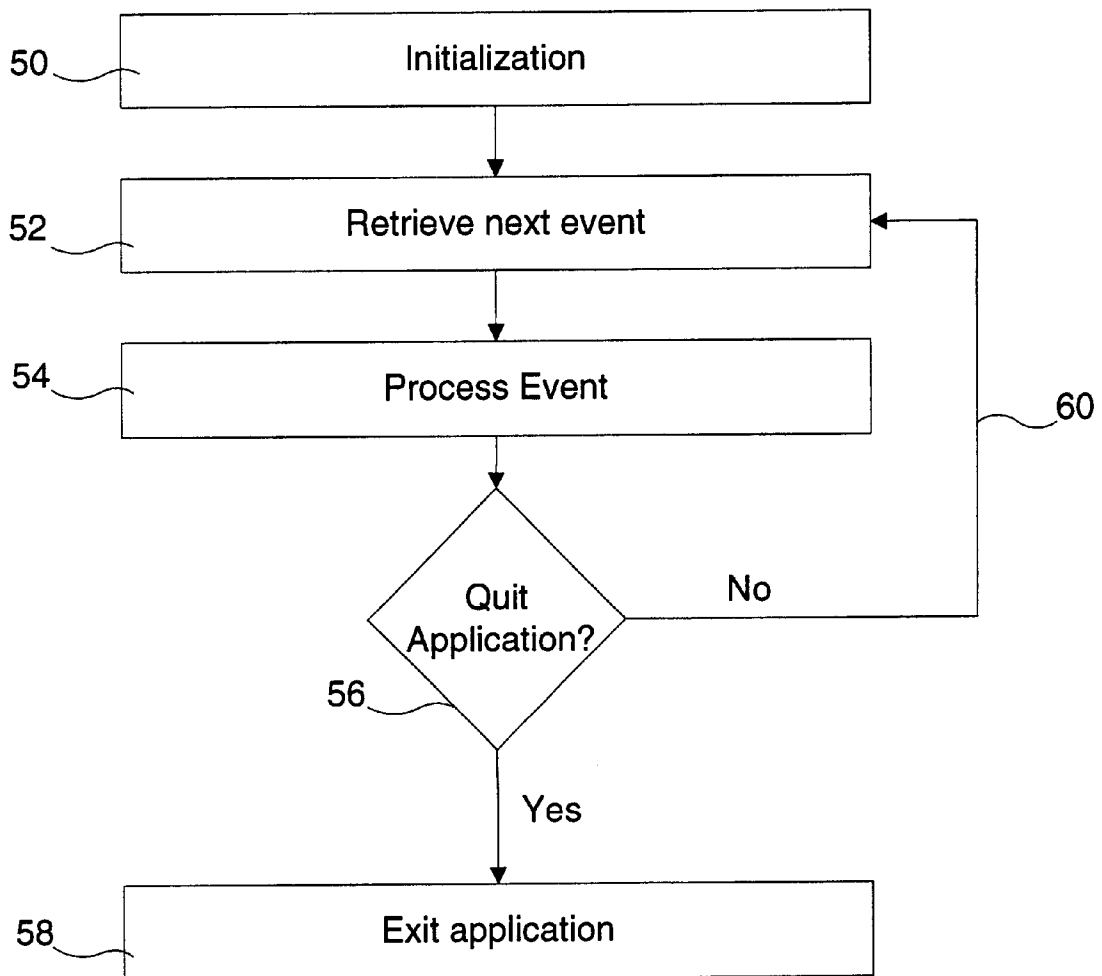 50
Initialization
52
Retrieve next event
54
Process Event
60
Quit
Application?
No
56
Yes
58
Exit application